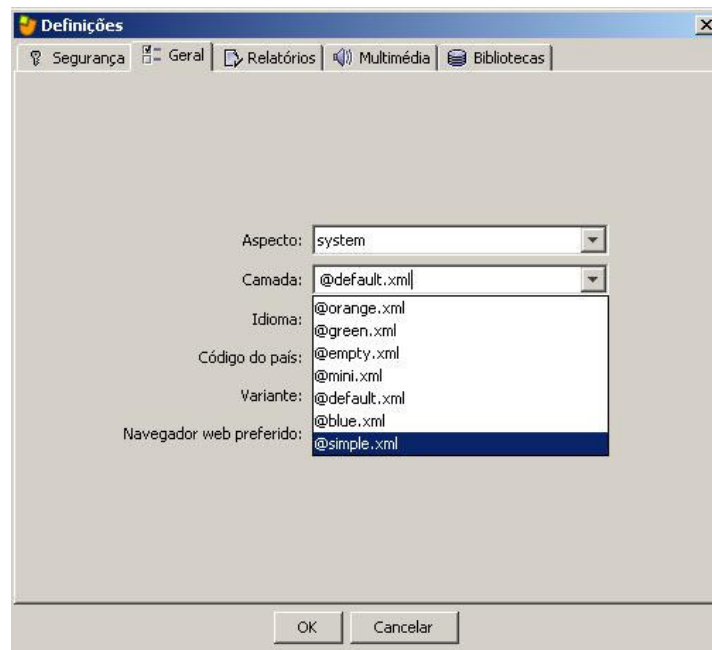 Definições
Segurança Geral Relatórios Multimédia Bibliotecas
Aspecto: system
Camada: @default.xml
Idioma:
Código do país:
Variante:
Navegador web preferido:
@orange.xml
@green.xml
@empty.xml
@mini.xml
@default.xml
@blue.xml
@simple.xml
OK Cancelar